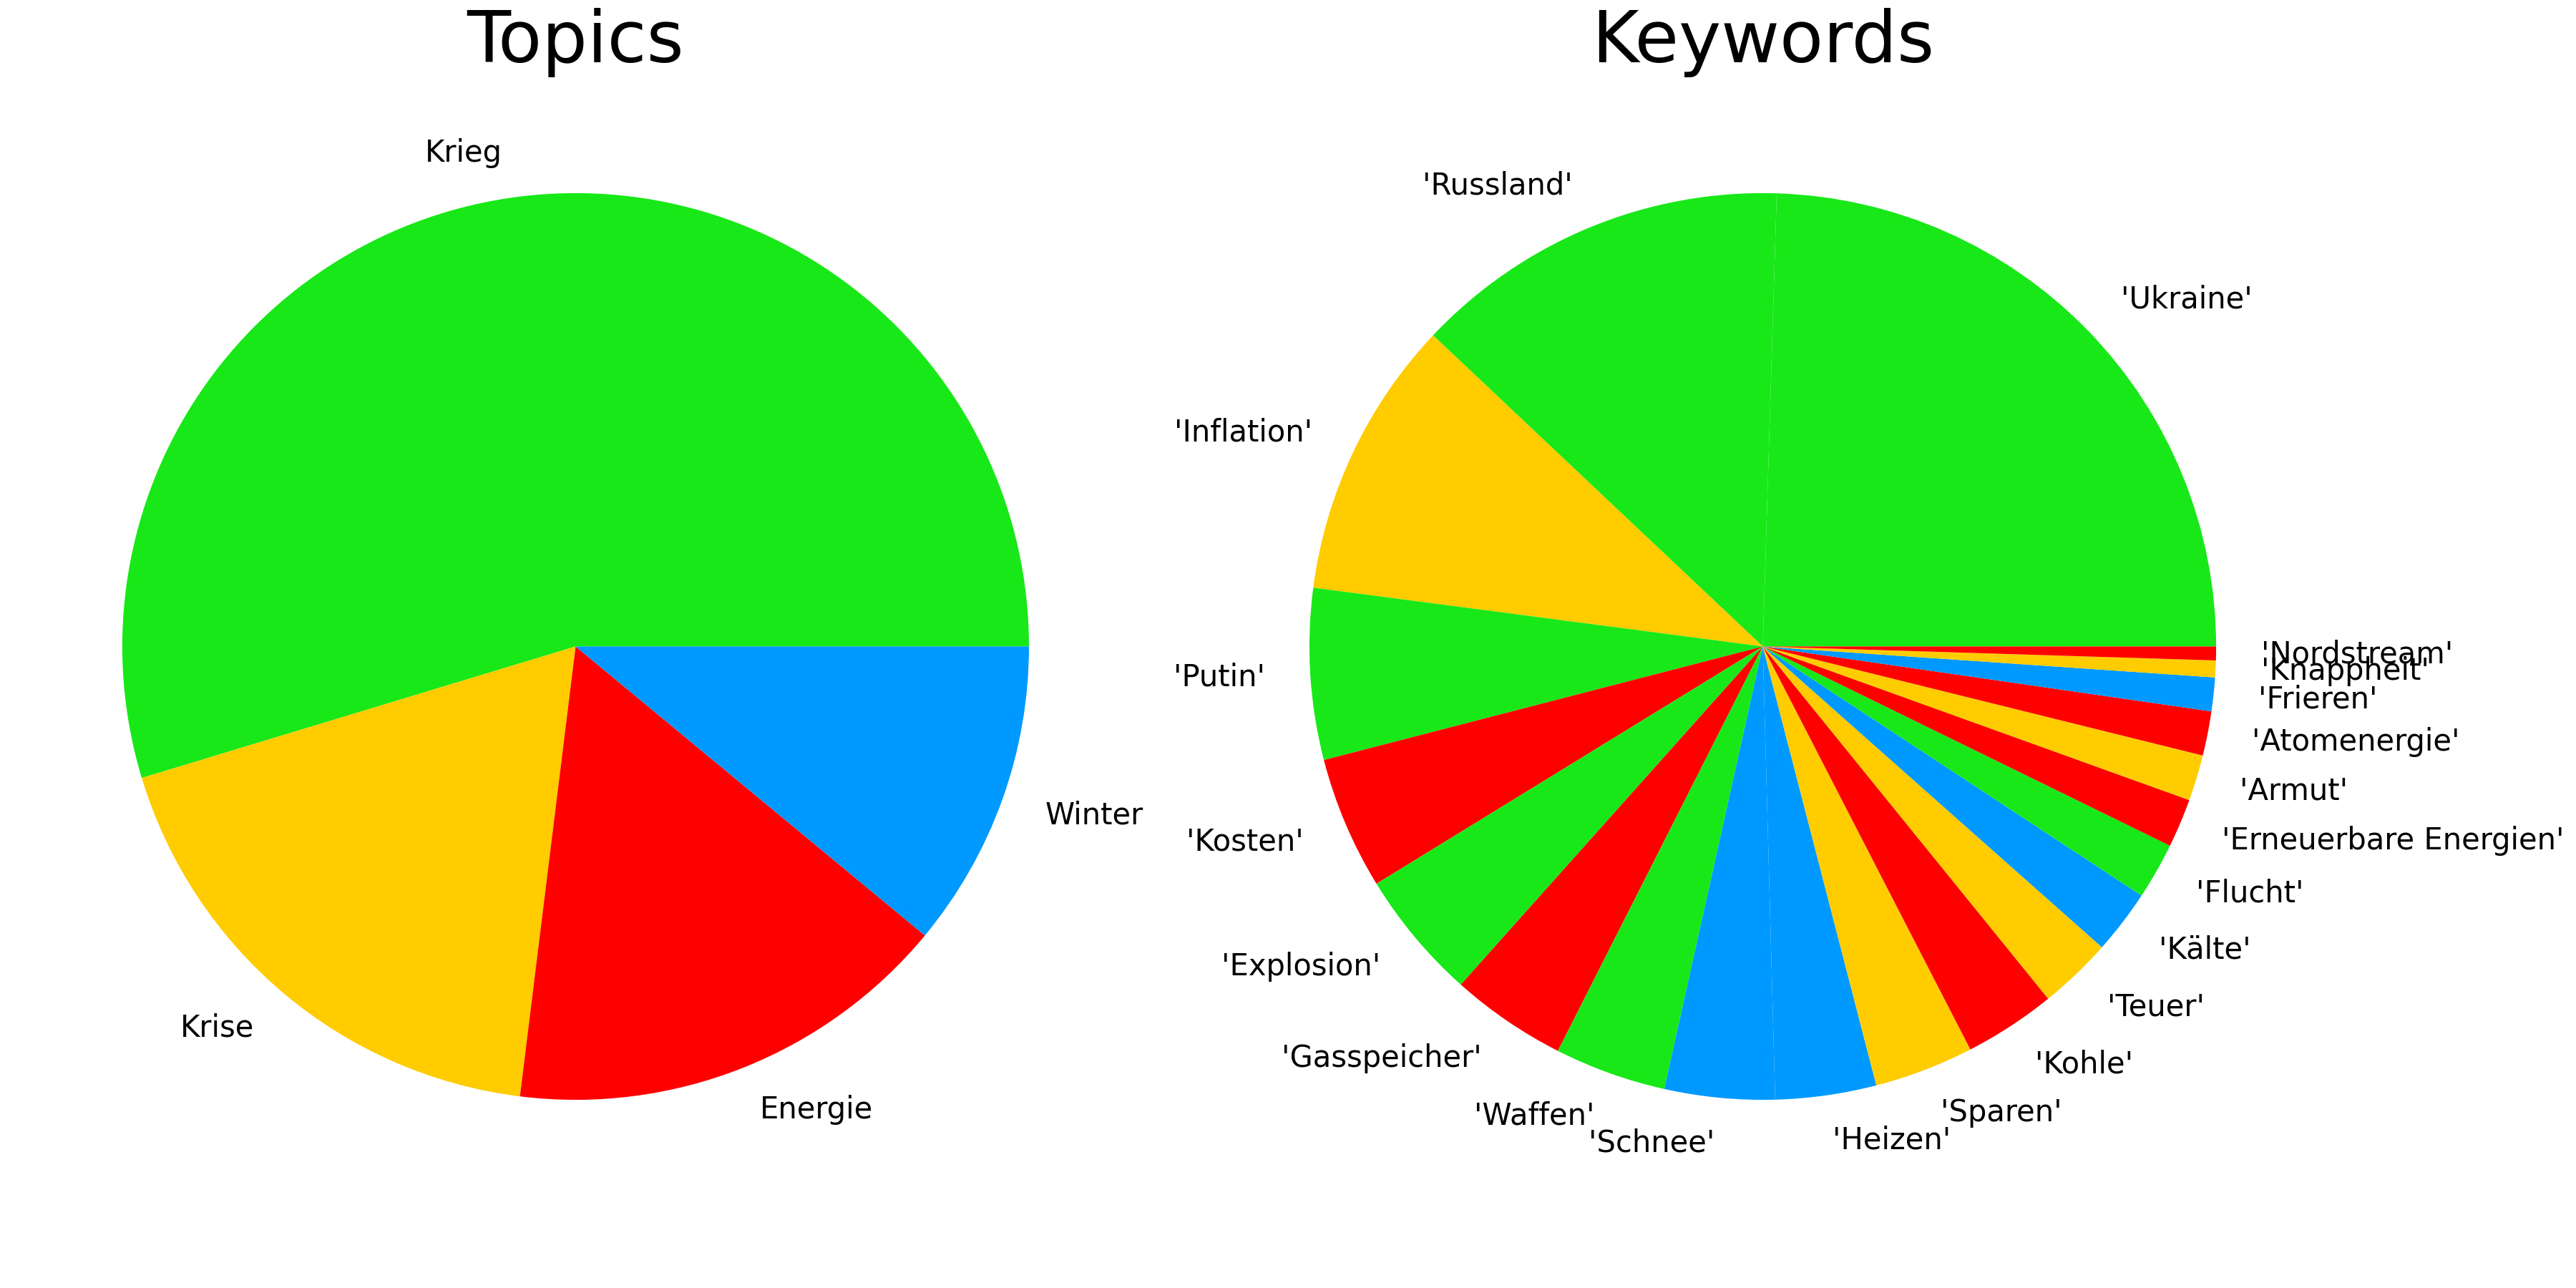 Topics
Krieg
Krise
Energie
Winter
Keywords
'Ukraine'
'Russland'
'Inflation'
'Putin'
'Kosten'
'Explosion'
'Gasspeicher'
'Waffen'
'Schnee'
'Heizen'
'Sparen'
'Kohle'
'Teuer'
'Kälte'
'Flucht'
'Erneuerbare Energien'
'Armut'
'Atomenergie'
'Frieren'
'Knappheit'
'Nordstream'